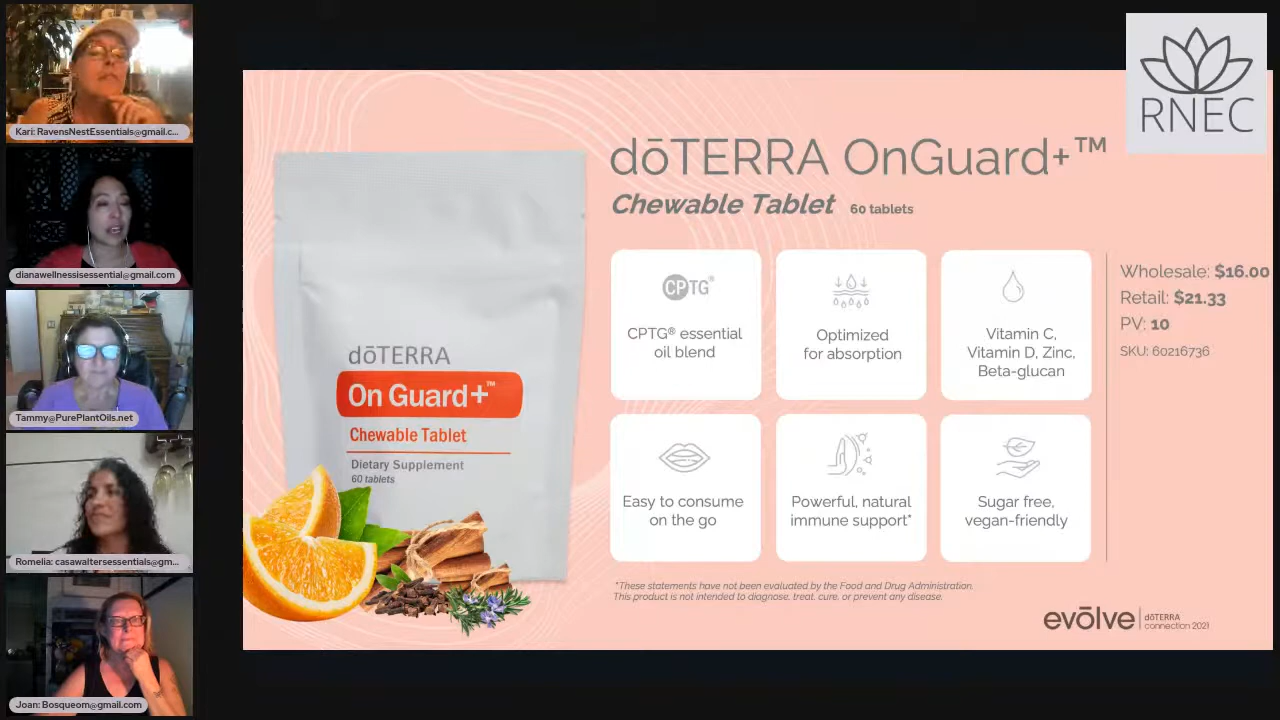 Kari: RavensNestEssentials@gmail.c...
dianawellnessisessential@gmail.com
Tammy@PurePlantOils.net
Romelia: casawaltersessentials@gm...
Joan: Bosqueom@gmail.com
RNEC
dōTERRA OnGuard+™
Chewable Tablet 60 tablets
dōTERRA
On Guard+™
Chewable Tablet
Dietary Supplement
60 tablets
CPTG®
CPTG® essential
oil blend
Optimized
for absorption
Vitamin C,
Vitamin D, Zinc,
Beta-glucan
Easy to consume
on the go
Powerful, natural
immune support*
Sugar free,
vegan-friendly
Wholesale: $16.00
Retail: $21.33
PV: 10
SKU: 60216736
*These statements have not been evaluated by the Food and Drug Administration.
This product is not intended to diagnose, treat, cure, or prevent any disease.
evōlve
dōTERRA
connection 2021